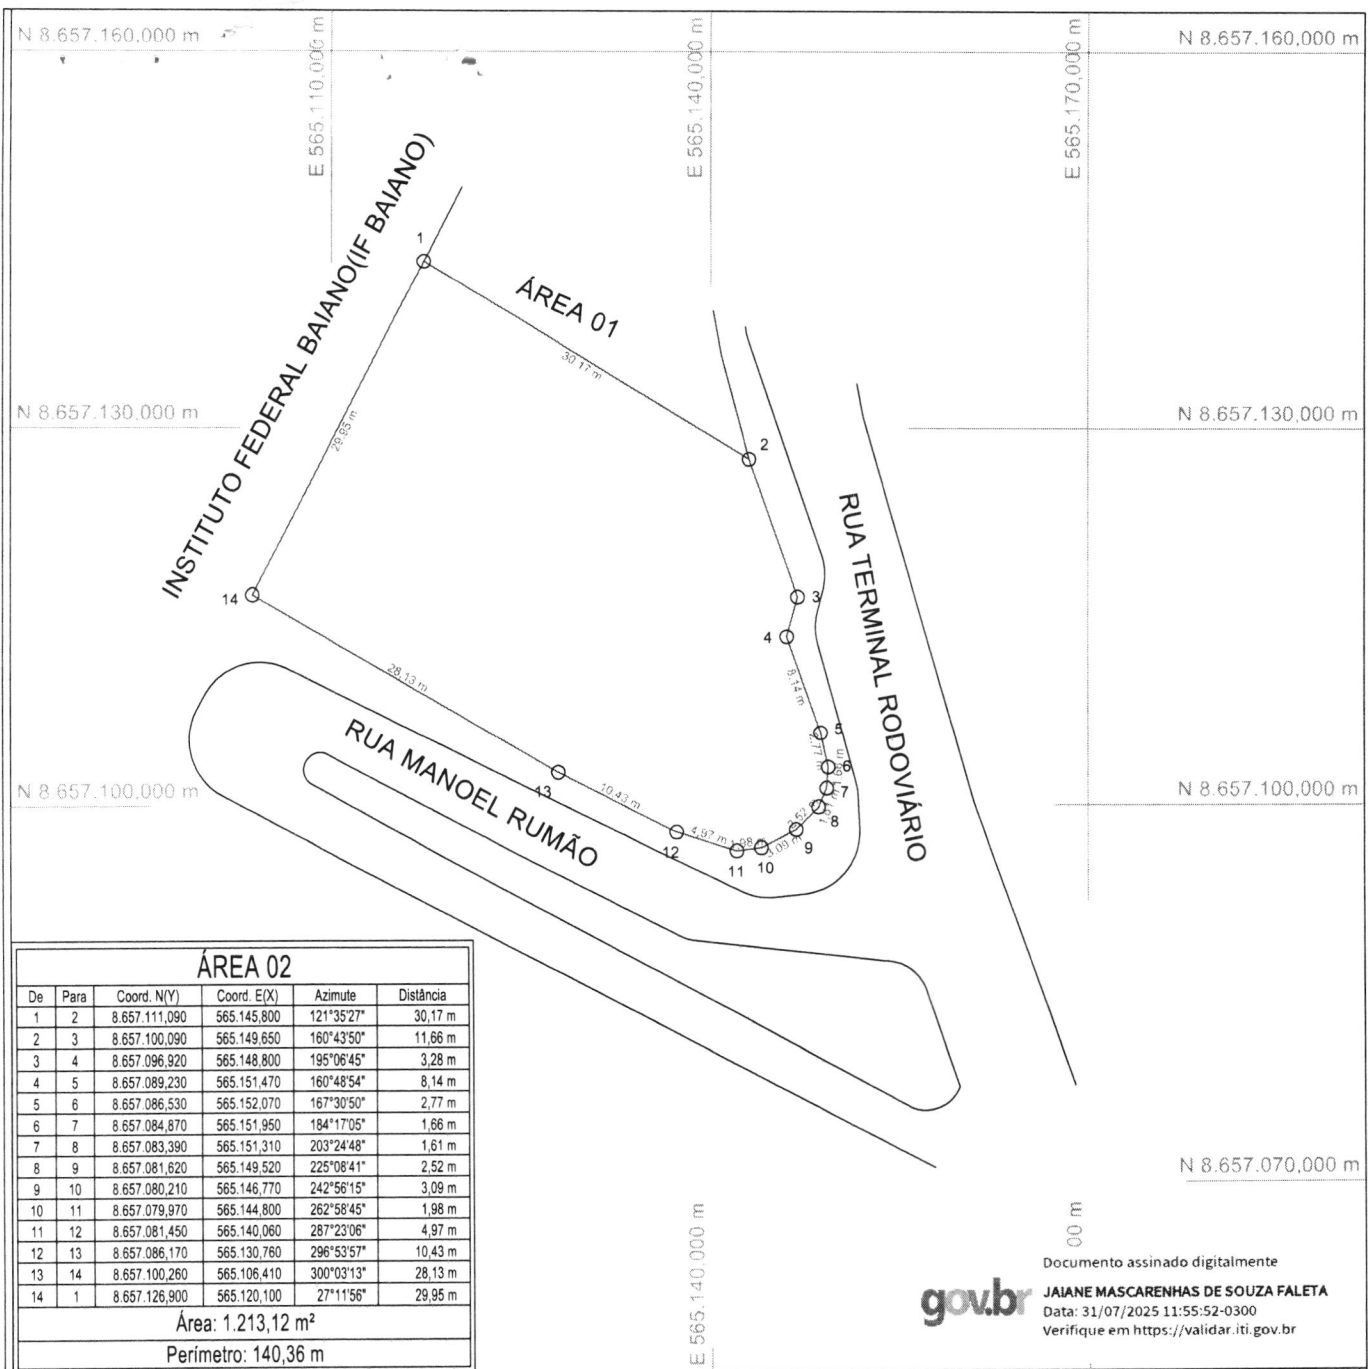 N 8.657.160,000 m
E 565.110,000 m
E 565.140,000 m
E 565.170,000 m
N 8.657.160,000 m
INSTITUTO FEDERAL BAIANO(IF BAIANO)
1
ÁREA 01
30,17 m
29,95 m
N 8.657.130,000 m
N 8.657.130,000 m
2
RUA TERMINAL RODOVIÁRIO
14
3
4
8,14 m
28,13 m
5
2,77 m
6
7
8
RUA MANOEL RUMÃO
13
10,43 m
N 8.657.100,000 m
N 8.657.100,000 m
12
4,97 m
11
1,98 m
10
3,09 m
9
ÁREA 02
De Para Coord. N(Y) Coord. E(X) Azimute Distância
1 2 8.657.111,090 565.145,800 121°35'27" 30,17 m
2 3 8.657.100,090 565.149,650 160°43'50" 11,66 m
3 4 8.657.096,920 565.148,800 195°06'45" 3,28 m
4 5 8.657.089,230 565.151,470 160°48'54" 8,14 m
5 6 8.657.086,530 565.152,070 167°30'50" 2,77 m
6 7 8.657.084,870 565.151,950 184°17'05" 1,66 m
7 8 8.657.083,390 565.151,310 203°24'48" 1,61 m
8 9 8.657.081,620 565.149,520 225°08'41" 2,52 m
9 10 8.657.080,210 565.146,770 242°56'15" 3,09 m
10 11 8.657.079,970 565.144,800 262°58'45" 1,98 m
11 12 8.657.081,450 565.140,060 287°23'06" 4,97 m
12 13 8.657.086,170 565.130,760 296°53'57" 10,43 m
13 14 8.657.100,260 565.106,410 300°03'13" 28,13 m
14 1 8.657.126,900 565.120,100 27°11'56" 29,95 m
Área: 1.213,12 m²
Perímetro: 140,36 m
N 8.657.070,000 m
E 565.140,000 m
00 m
gov.br
Documento assinado digitalmente
JAIANE MASCARENHAS DE SOUZA FALETA
Data: 31/07/2025 11:55:52-0300
Verifique em https://validar.iti.gov.br